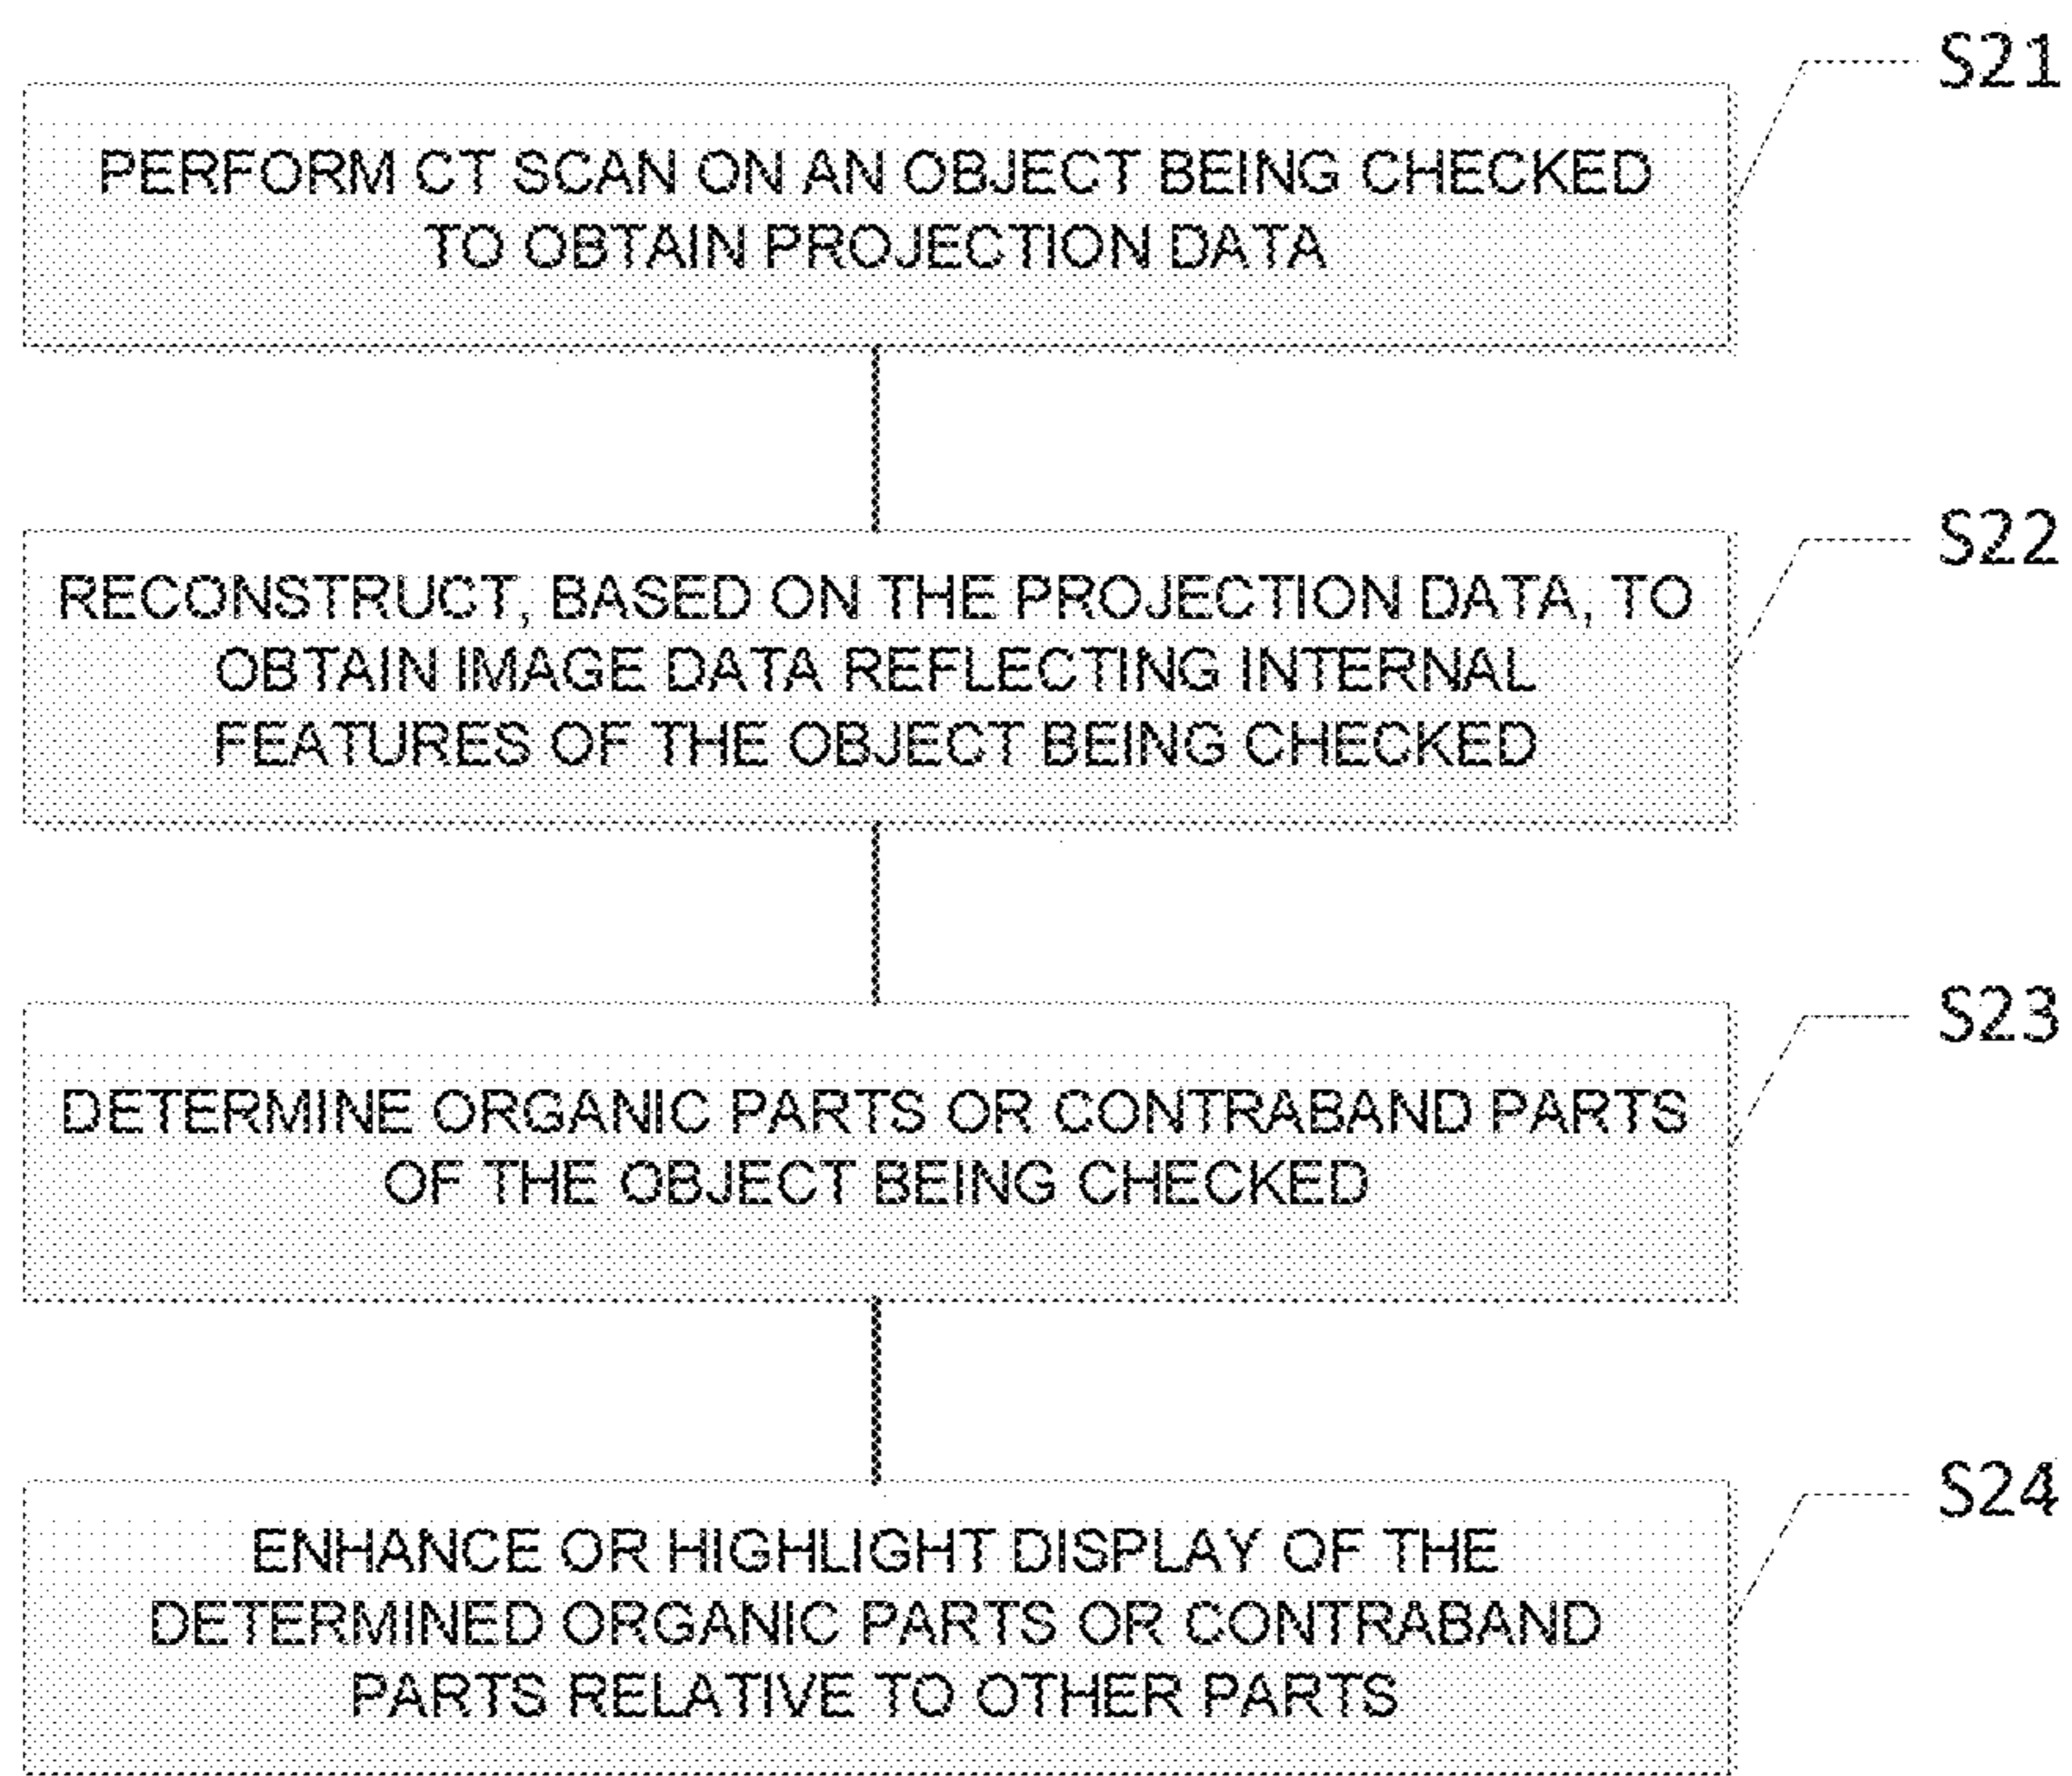 S21
PERFORM CT SCAN ON AN OBJECT BEING CHECKED
TO OBTAIN PROJECTION DATA
S22
RECONSTRUCT, BASED ON THE PROJECTION DATA, TO
OBTAIN IMAGE DATA REFLECTING INTERNAL
FEATURES OF THE OBJECT BEING CHECKED
S23
DETERMINE ORGANIC PARTS OR CONTRABAND PARTS
OF THE OBJECT BEING CHECKED
S24
ENHANCE OR HIGHLIGHT DISPLAY OF THE
DETERMINED ORGANIC PARTS OR CONTRABAND
PARTS RELATIVE TO OTHER PARTS